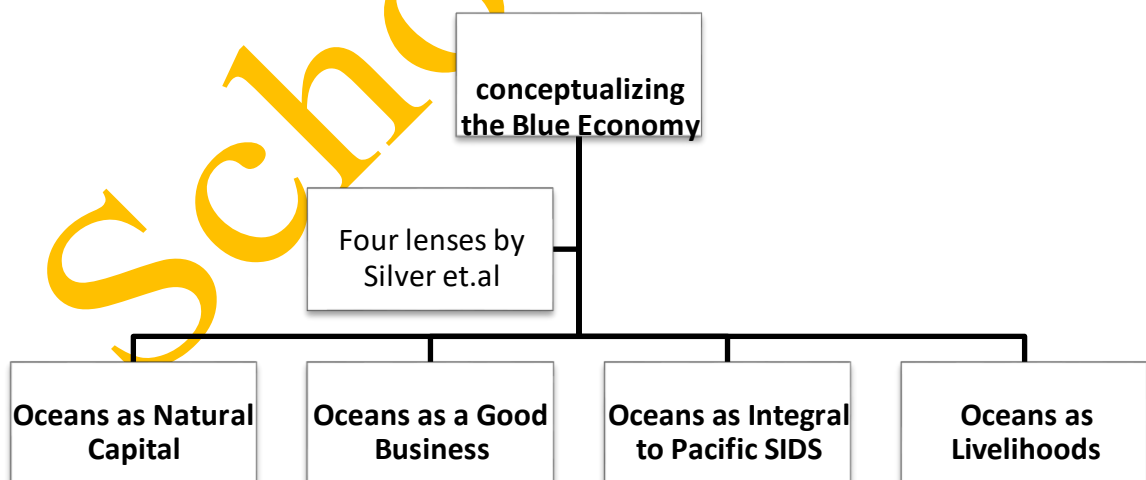 conceptualizing
the Blue Economy
Four lenses by
Silver et.al
Oceans as Natural
Capital
Oceans as a Good
Business
Oceans as Integral
to Pacific SIDS
Oceans as
Livelihoods
Scho